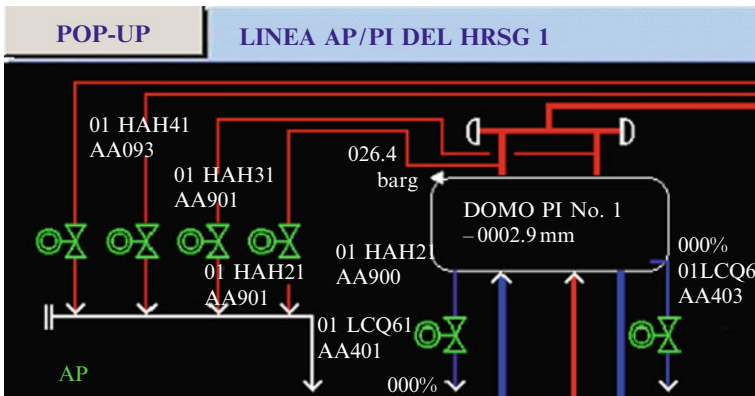 POP-UP
LINEA AP/PI DEL HRSG 1
01 HAH41
AA093
01 HAH31
AA901
026.4
barg
DOMO PI No. 1
–0002.9 mm
01 HAH21
AA900
000%
01LCQ6
AA403
01 HAH21
AA901
01 LCQ61
AA401
AP
000%